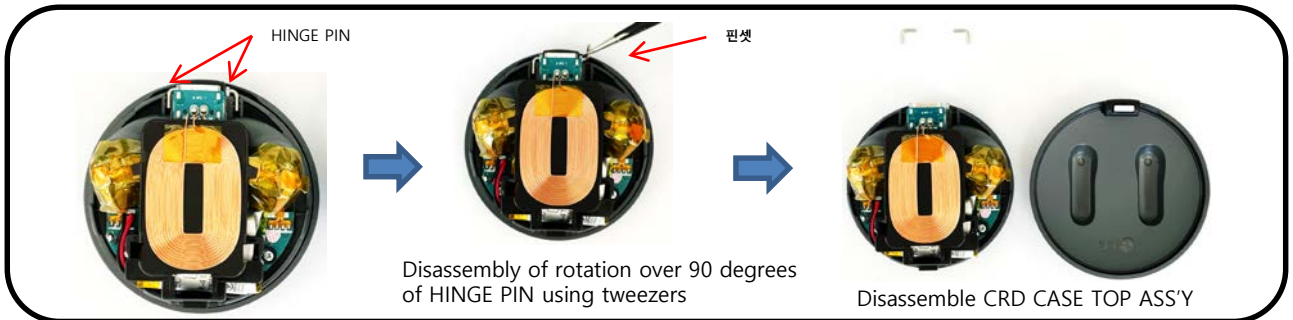 HINGE PIN
핀셋
Disassembly of rotation over 90 degrees
of HINGE PIN using tweezers
Disassemble CRD CASE TOP ASS'Y